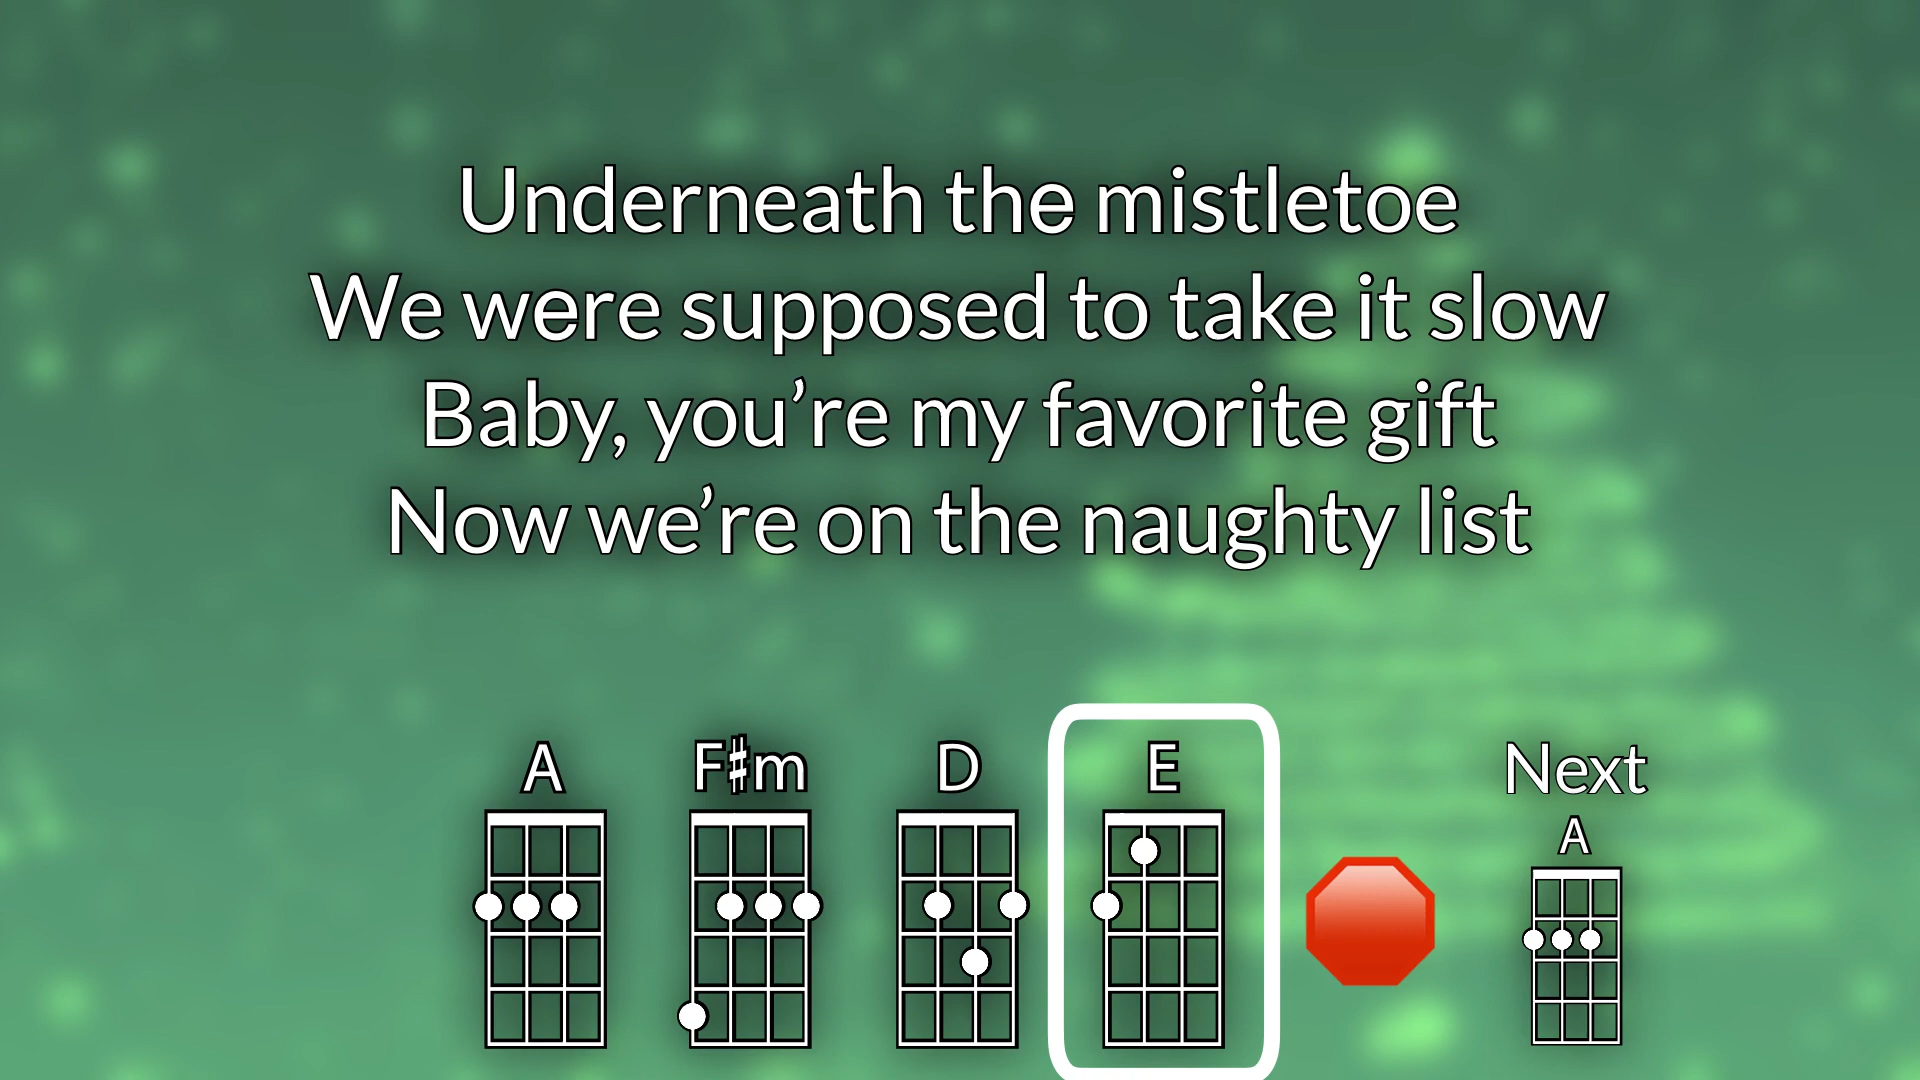 Underneath the mistletoe
We were supposed to take it slow
Baby, you’re my favorite gift
Now we’re on the naughty list
A F♯m D E Next
A